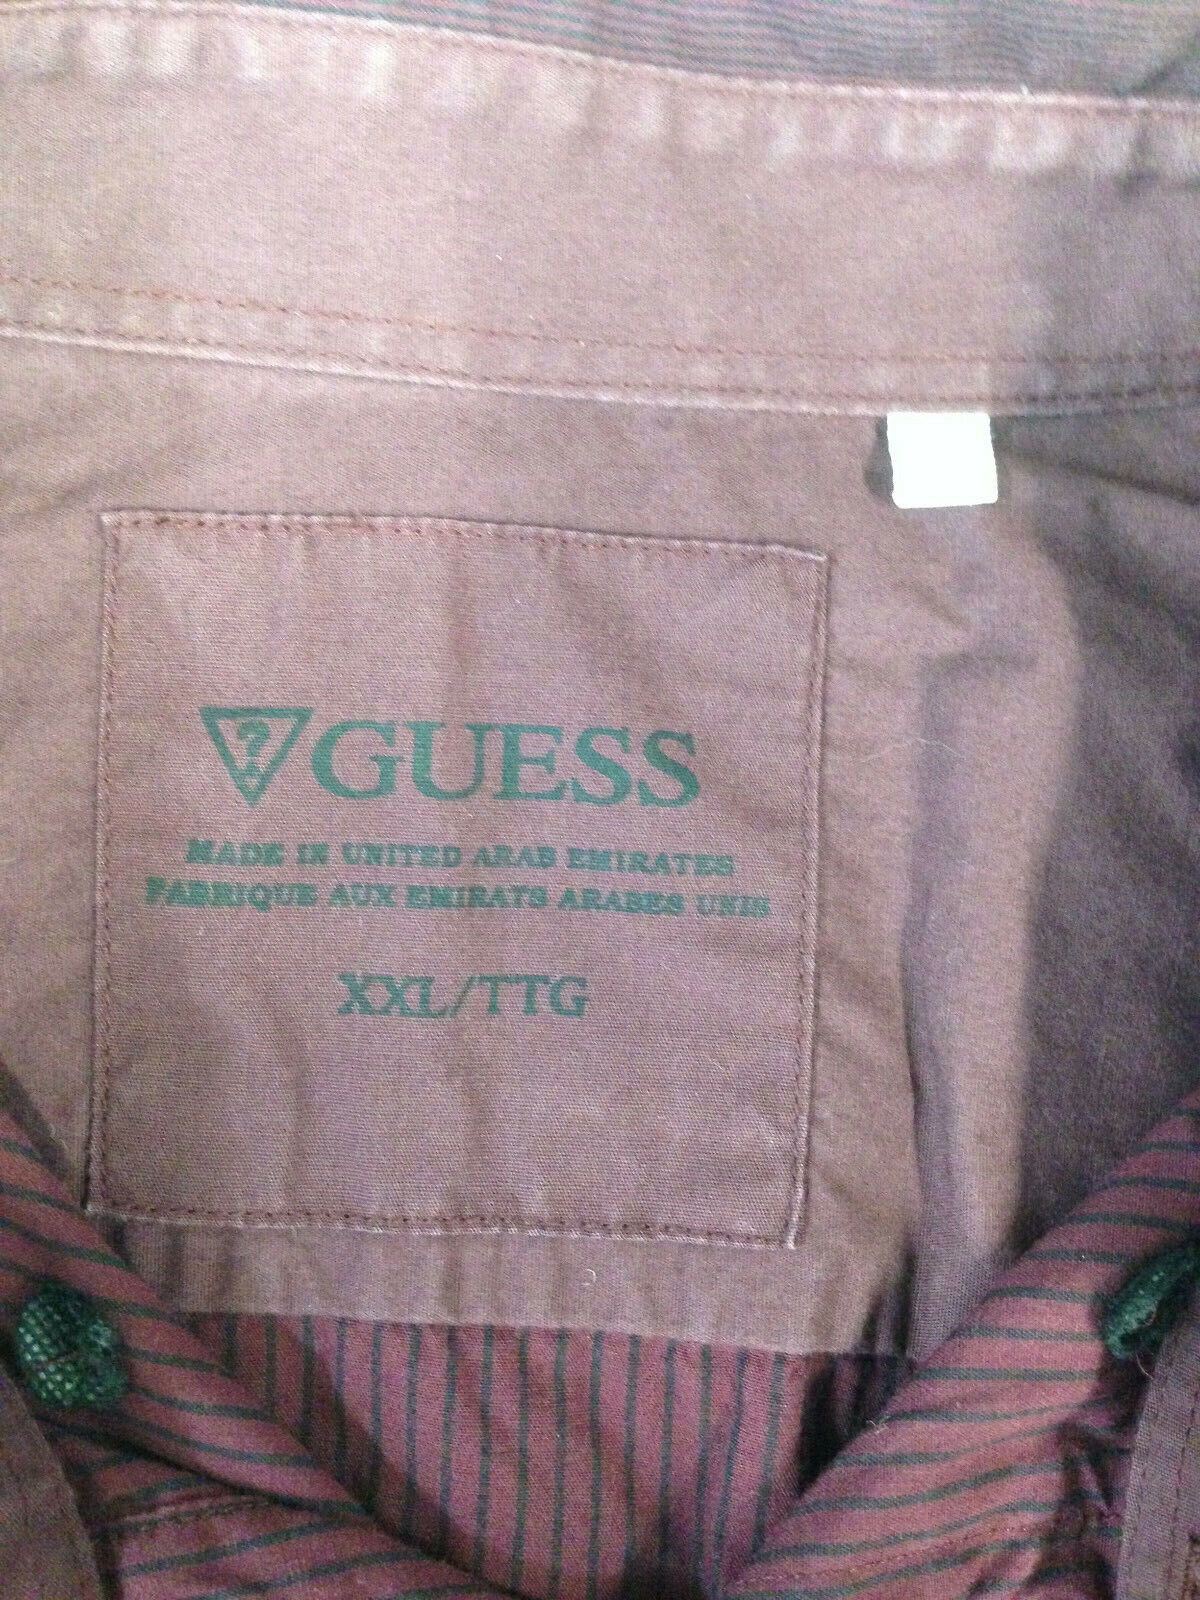 ? GUESS
MADE IN UNITED ARAB EMIRATES
FABRIQUE AUX EMIRATS ARABES UNIS
XXL/TTG